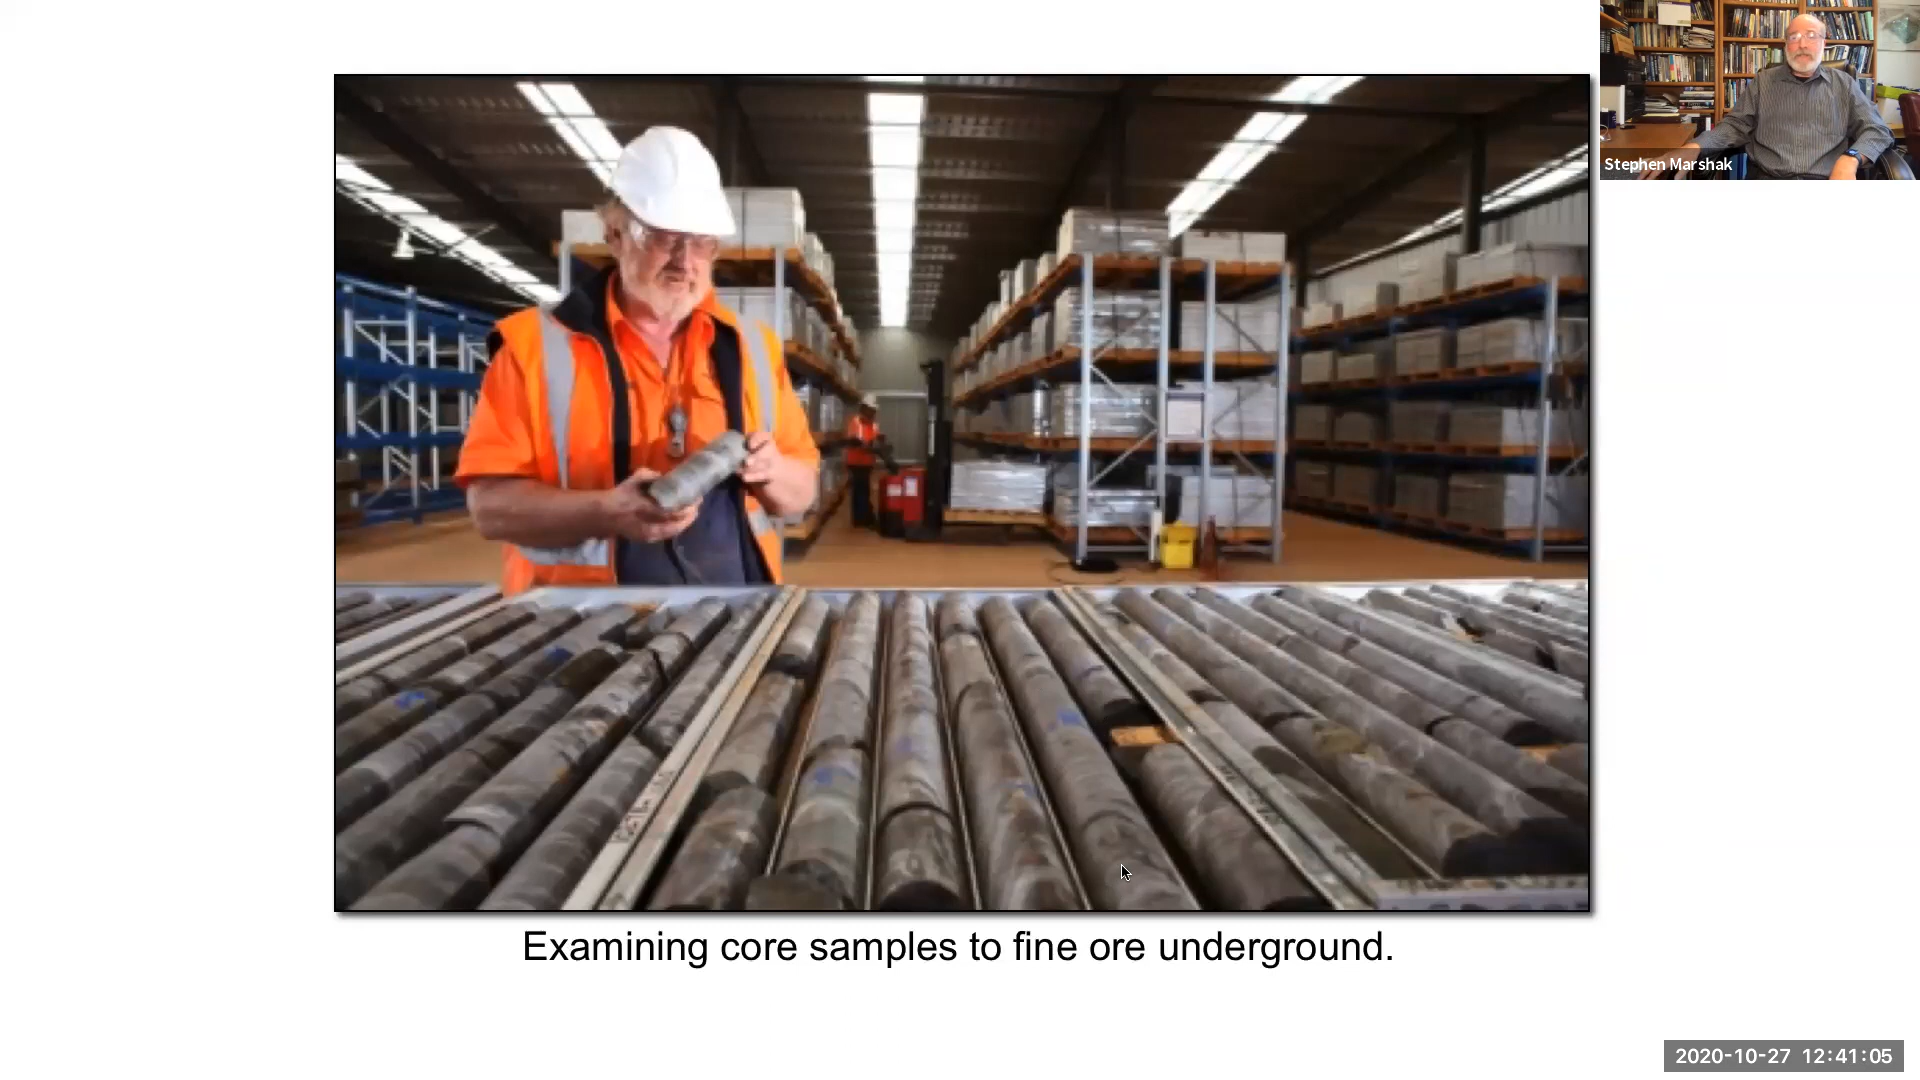 Stephen Marshak
Examining core samples to fine ore underground.
2020-10-27 12:41:05